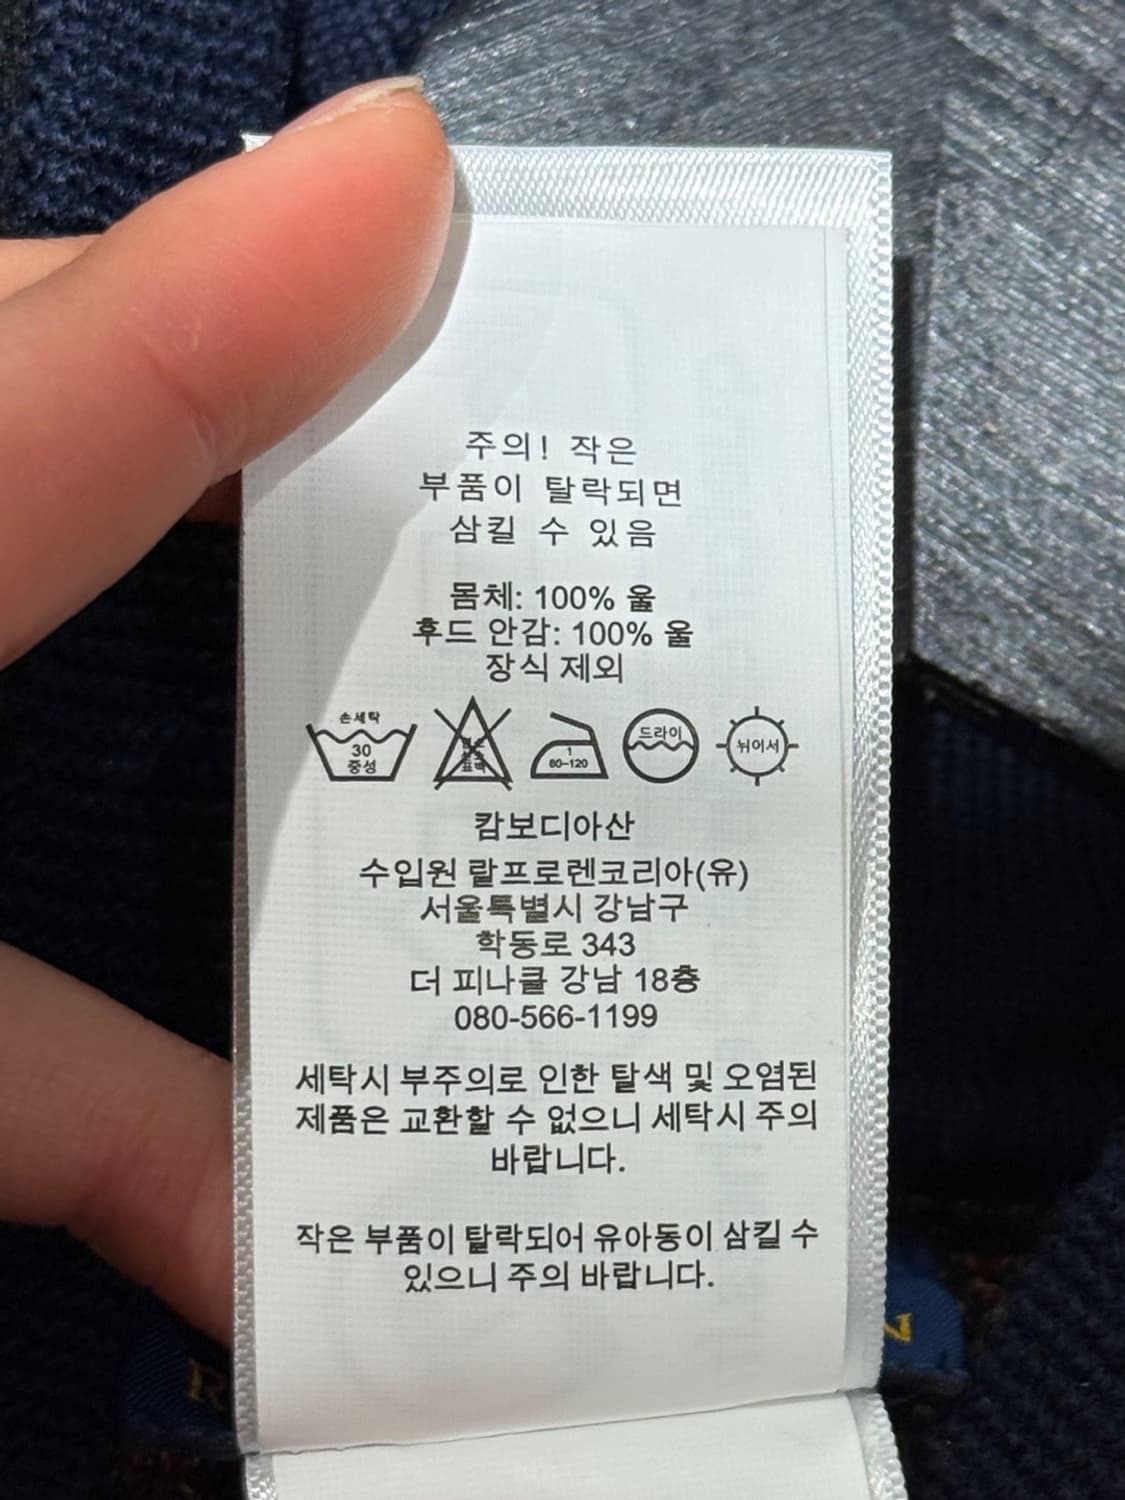 주의! 작은
부품이 탈락되면
삼킬 수 있음
몸체: 100% 울
후드 안감: 100% 울
장식 제외
손세탁
30
중성
표백
1
80-120
드라이
뉘어서
캄보디아산
수입원 랄프로렌코리아(유)
서울특별시 강남구
학동로 343
더 피나클 강남 18층
080-566-1199
세탁시 부주의로 인한 탈색 및 오염된
제품은 교환할 수 없으니 세탁시 주의
바랍니다.
작은 부품이 탈락되어 유아동이 삼킬 수
있으니 주의 바랍니다.